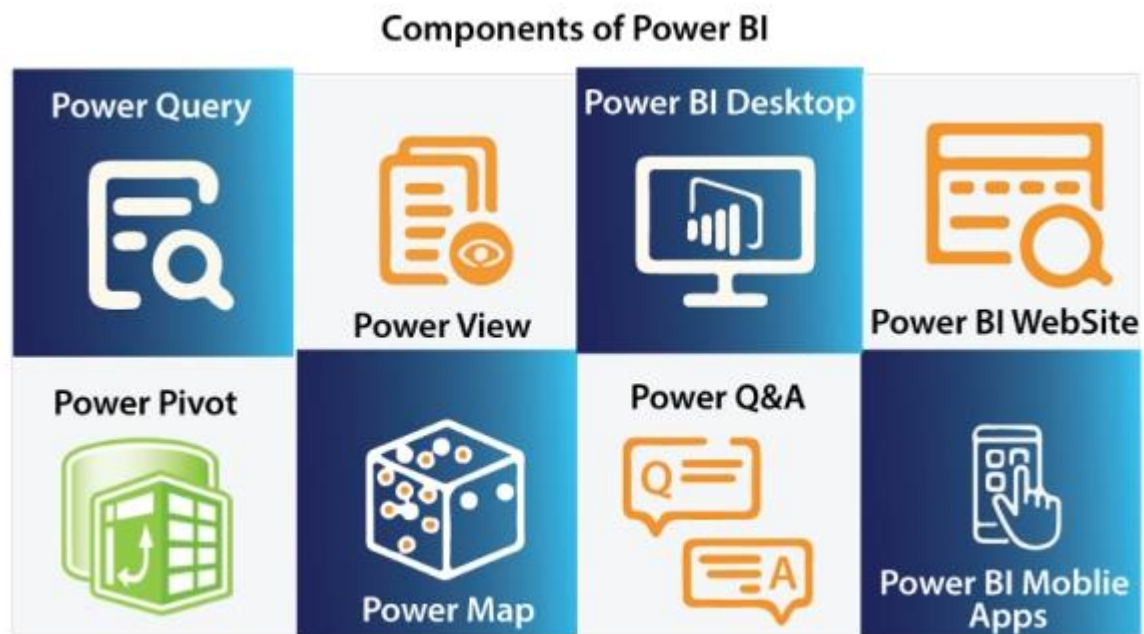 Components of Power BI
Power Query
Power View
Power BI Desktop
Power BI WebSite
Power Pivot
Power Map
Power Q&A
Q
A
Power BI Moblie
Apps